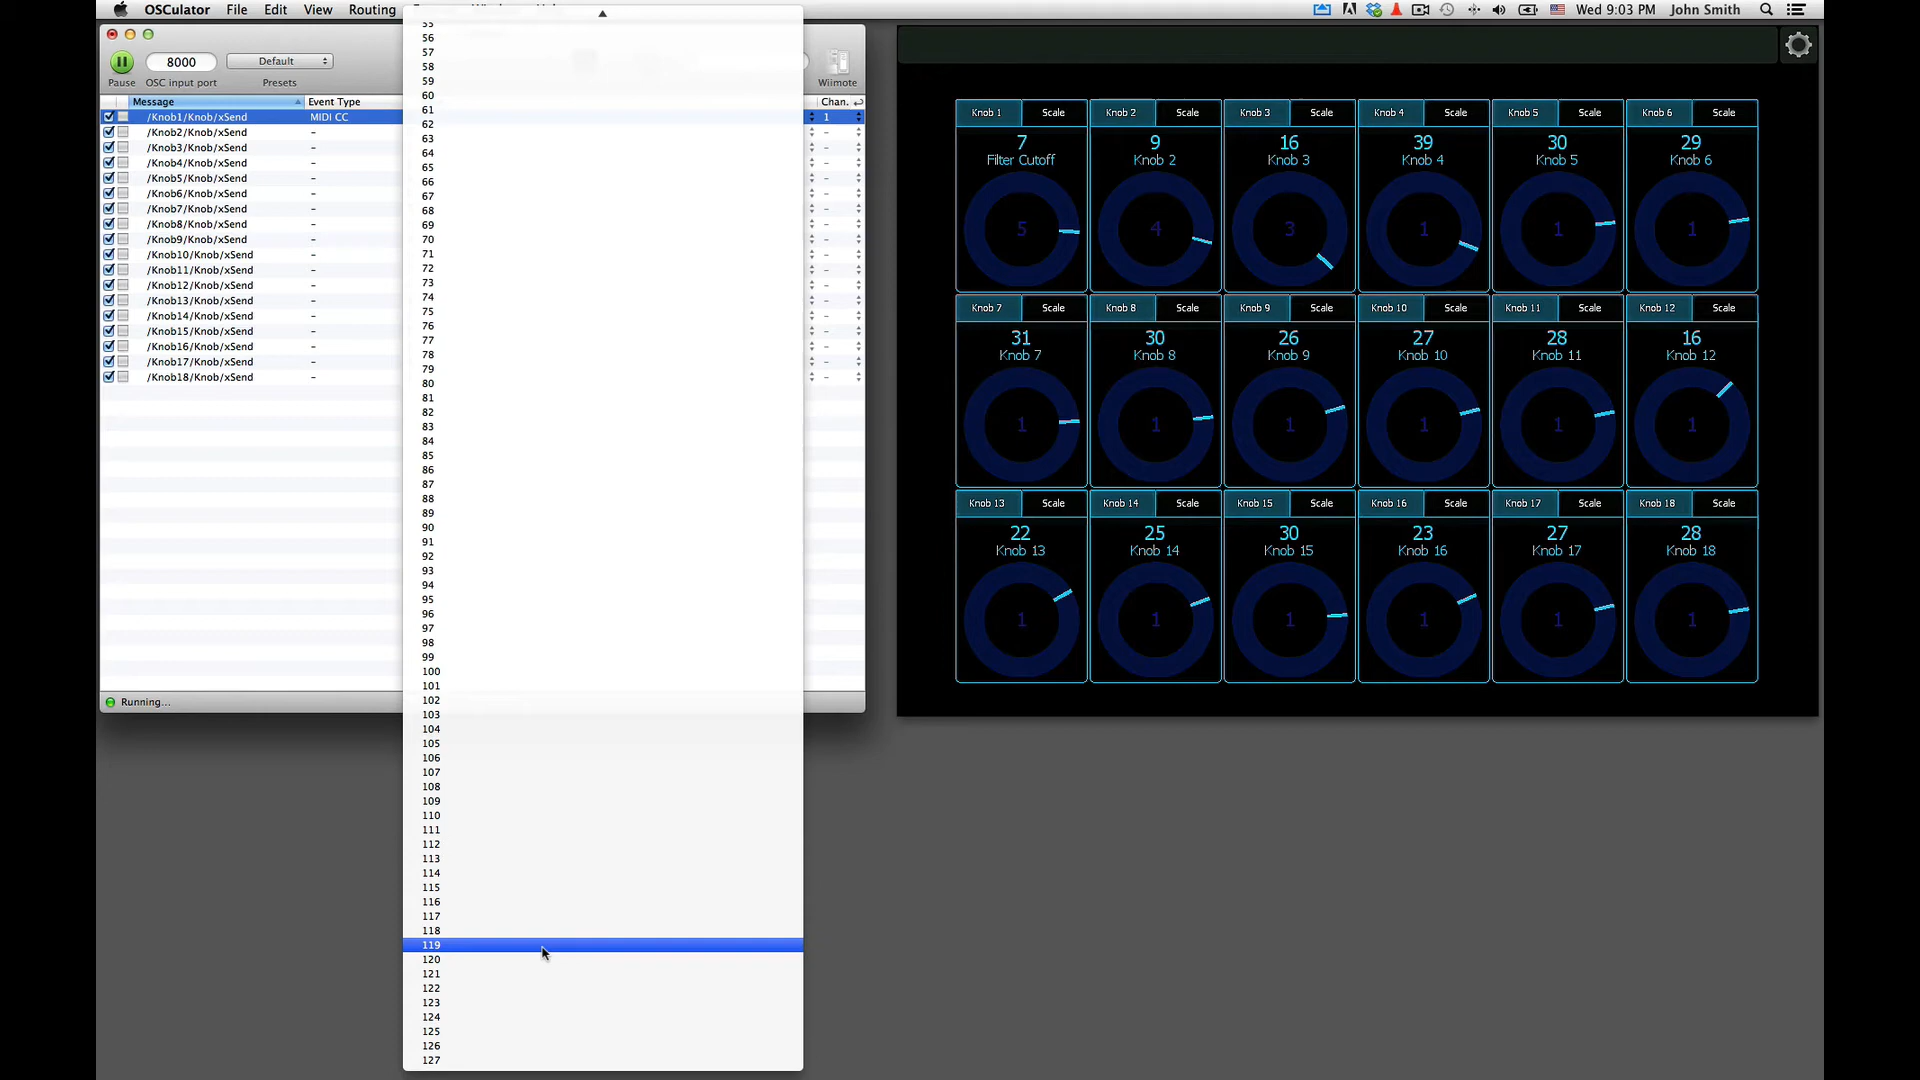 OSCulator File Edit View Routing
Wed 9:03 PM John Smith
8000
Default
Pause OSC input port Presets
Wiimote
Message Event Type
Chan.
/Knob1/Knob/xSend MIDI CC
1
/Knob2/Knob/xSend –
–
/Knob3/Knob/xSend –
–
/Knob4/Knob/xSend –
–
/Knob5/Knob/xSend –
–
/Knob6/Knob/xSend –
–
/Knob7/Knob/xSend –
–
/Knob8/Knob/xSend –
–
/Knob9/Knob/xSend –
–
/Knob10/Knob/xSend –
–
/Knob11/Knob/xSend –
–
/Knob12/Knob/xSend –
–
/Knob13/Knob/xSend –
–
/Knob14/Knob/xSend –
–
/Knob15/Knob/xSend –
–
/Knob16/Knob/xSend –
–
/Knob17/Knob/xSend –
–
/Knob18/Knob/xSend –
–
Running...
55
56
57
58
59
60
61
62
63
64
65
66
67
68
69
70
71
72
73
74
75
76
77
78
79
80
81
82
83
84
85
86
87
88
89
90
91
92
93
94
95
96
97
98
99
100
101
102
103
104
105
106
107
108
109
110
111
112
113
114
115
116
117
118
119
120
121
122
123
124
125
126
127
Knob 1 Scale Knob 2 Scale Knob 3 Scale Knob 4 Scale Knob 5 Scale Knob 6 Scale
7 9 16 39 30 29
Filter Cutoff Knob 2 Knob 3 Knob 4 Knob 5 Knob 6
5 4 3 1 1 1
Knob 7 Scale Knob 8 Scale Knob 9 Scale Knob 10 Scale Knob 11 Scale Knob 12 Scale
31 30 26 27 28 16
Knob 7 Knob 8 Knob 9 Knob 10 Knob 11 Knob 12
1 1 1 1 1 1
Knob 13 Scale Knob 14 Scale Knob 15 Scale Knob 16 Scale Knob 17 Scale Knob 18 Scale
22 25 30 23 27 28
Knob 13 Knob 14 Knob 15 Knob 16 Knob 17 Knob 18
1 1 1 1 1 1